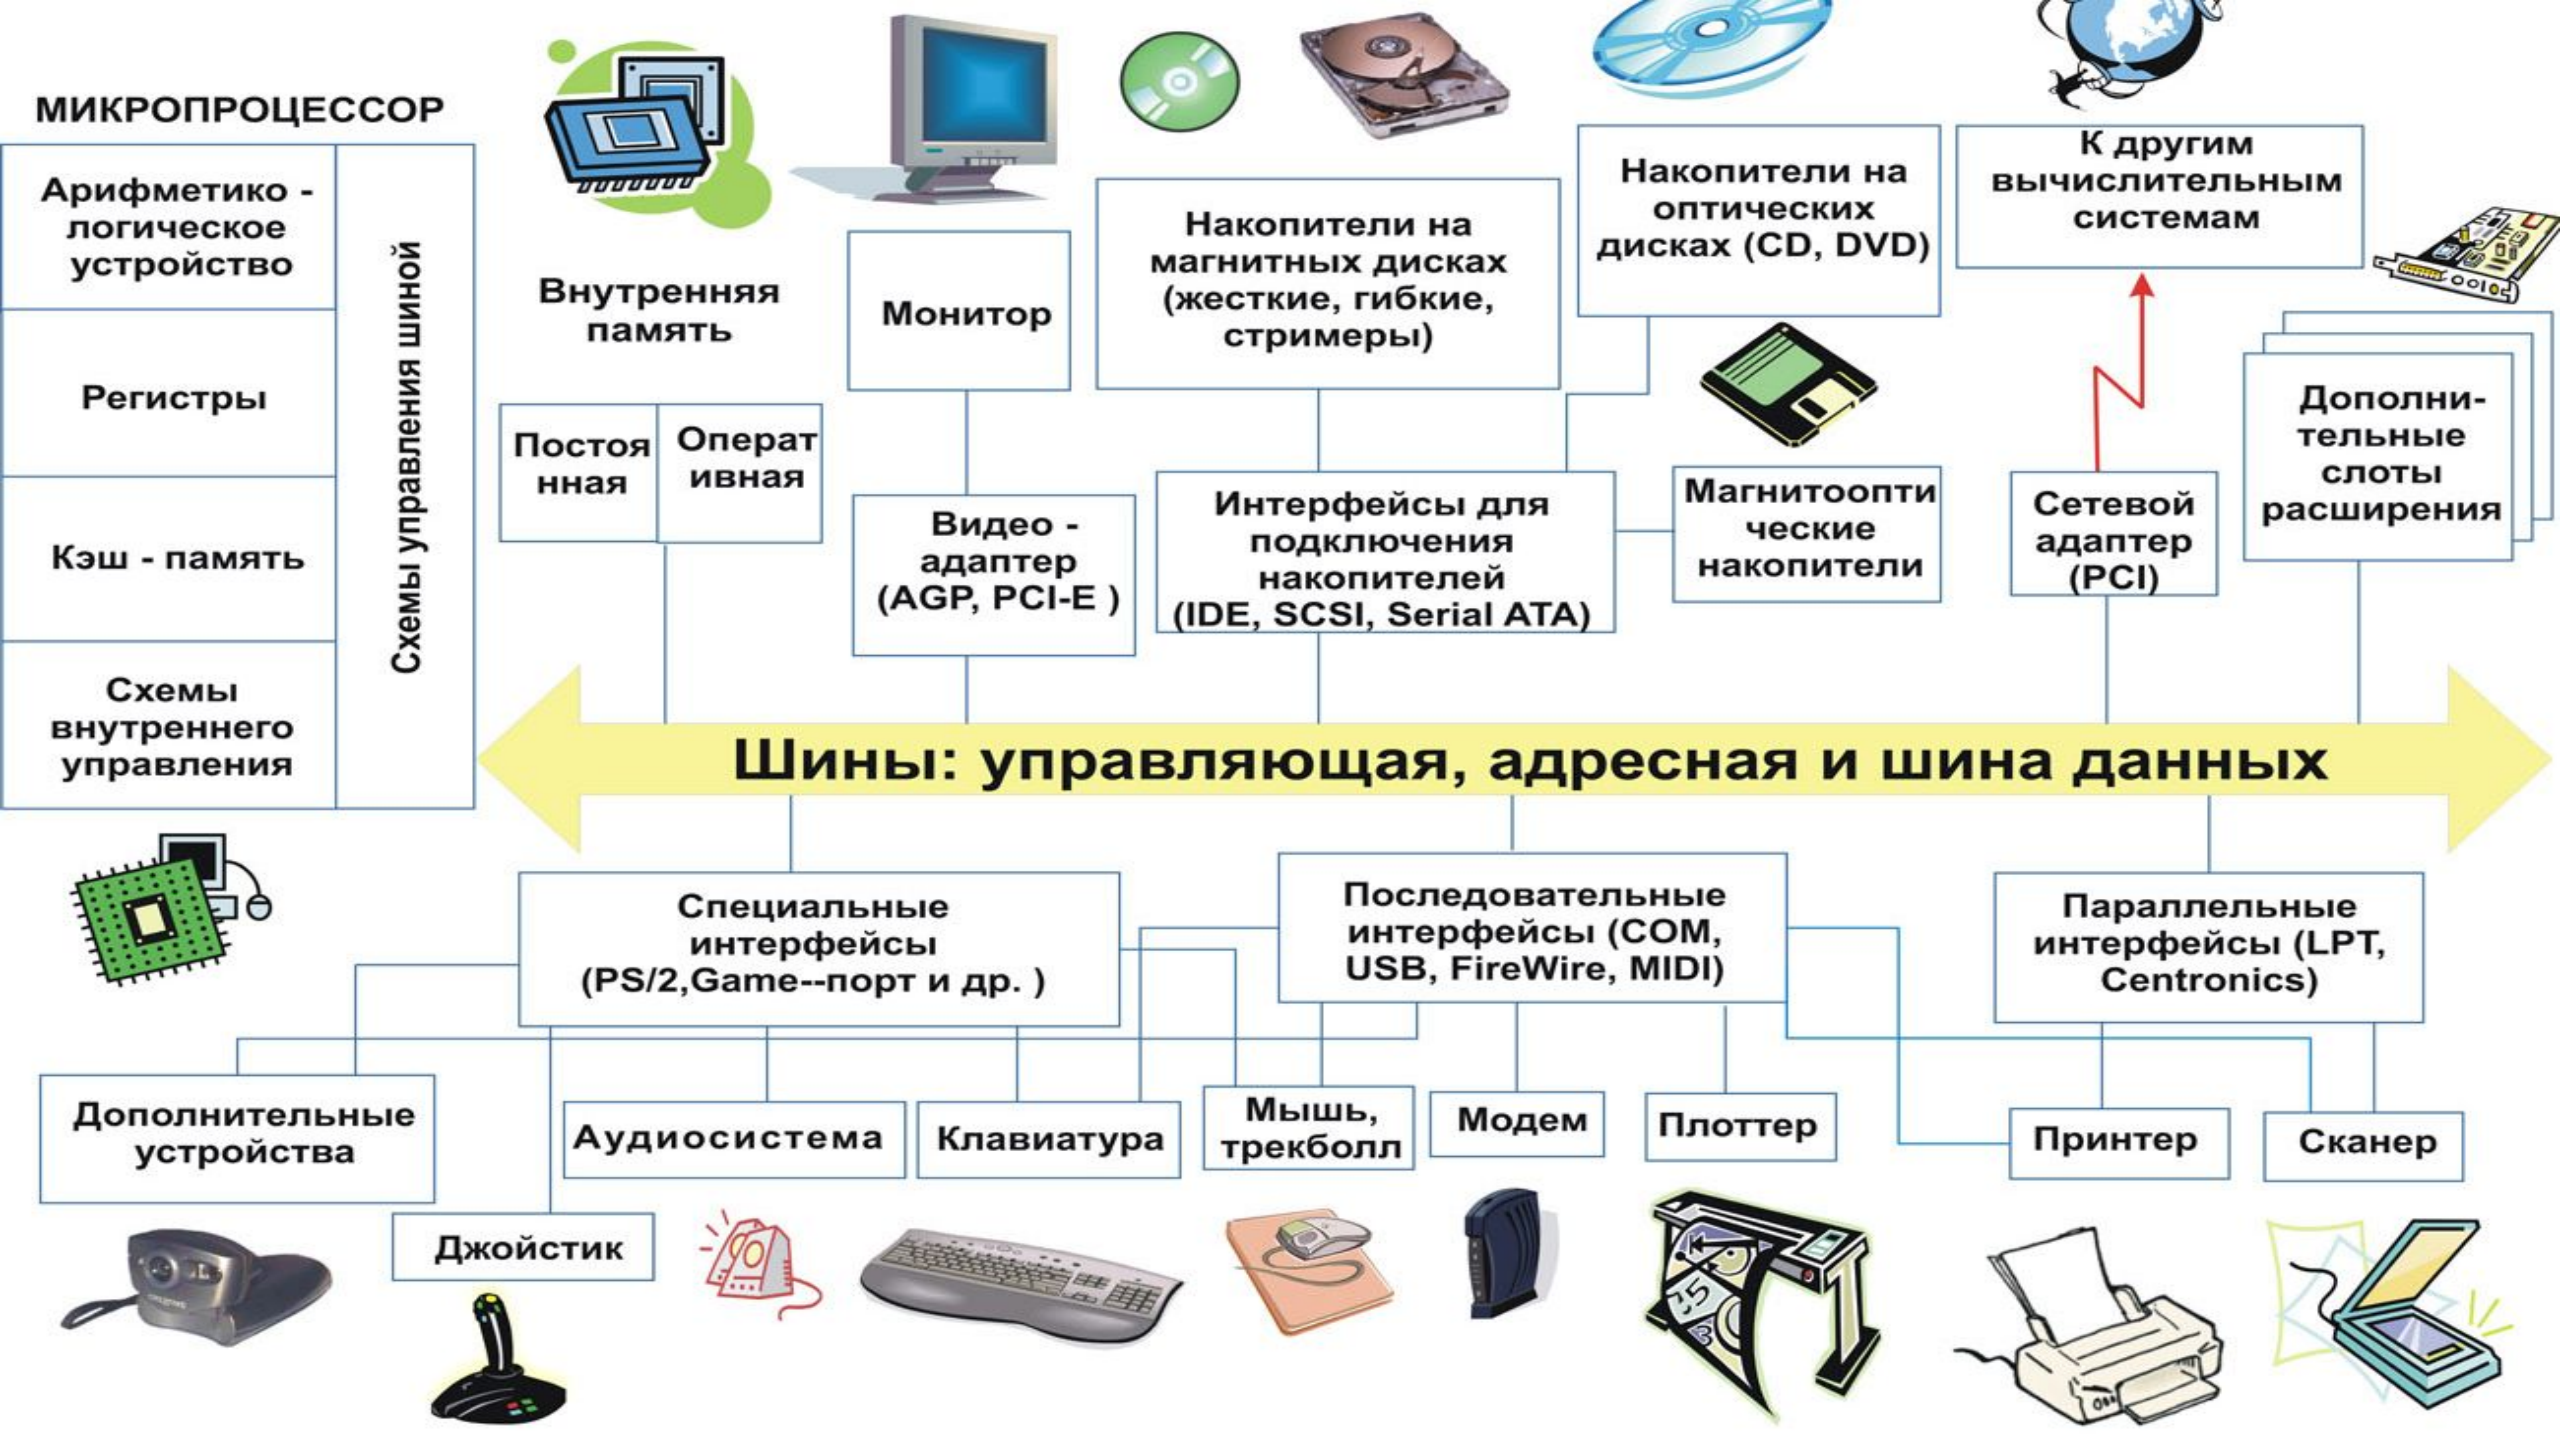 МИКРОПРОЦЕССОР
Арифметико -
логическое
устройство
Регистры
Кэш - память
Схемы
внутреннего
управления
Схемы управления шиной
Внутренняя
память
Постоя
нная
Операт
ивная
Монитор
Видео -
адаптер
(AGP, PCI-E )
Накопители на
магнитных дисках
(жесткие, гибкие,
стримеры)
Накопители на
оптических
дисках (CD, DVD)
Интерфейсы для
подключения
накопителей
(IDE, SCSI, Serial ATA)
Магнитоопти
ческие
накопители
К другим
вычислительным
системам
Сетевой
адаптер
(PCI)
Дополни-
тельные
слоты
расширения
Шины: управляющая, адресная и шина данных
Специальные
интерфейсы
(PS/2,Game--порт и др. )
Последовательные
интерфейсы (COM,
USB, FireWire, MIDI)
Параллельные
интерфейсы (LPT,
Centronics)
Дополнительные
устройства
Джойстик
Аудиосистема
Клавиатура
Мышь,
трекболл
Модем
Плоттер
Принтер
Сканер